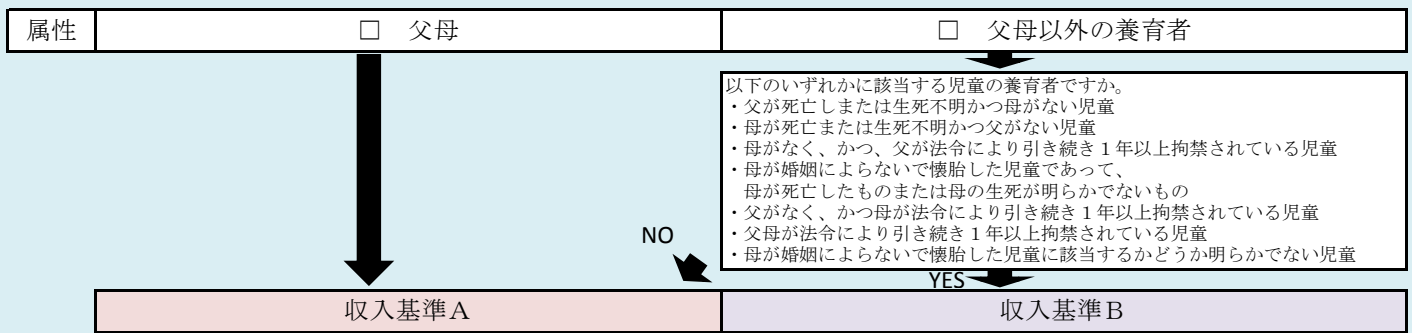 属性
□　父母
□　父母以外の養育者
以下のいずれかに該当する児童の養育者ですか。
・父が死亡しまたは生死不明かつ母がない児童
・母が死亡または生死不明かつ父がない児童
・母がなく、かつ、父が法令により引き続き１年以上拘禁されている児童
・母が婚姻によらないで懐胎した児童であって、
　母が死亡したものまたは母の生死が明らかでないもの
・父がなく、かつ母が法令により引き続き１年以上拘禁されている児童
・父母が法令により引き続き１年以上拘禁されている児童
・母が婚姻によらないで懐胎した児童に該当するかどうか明らかでない児童
NO
YES
収入基準Ａ
収入基準Ｂ